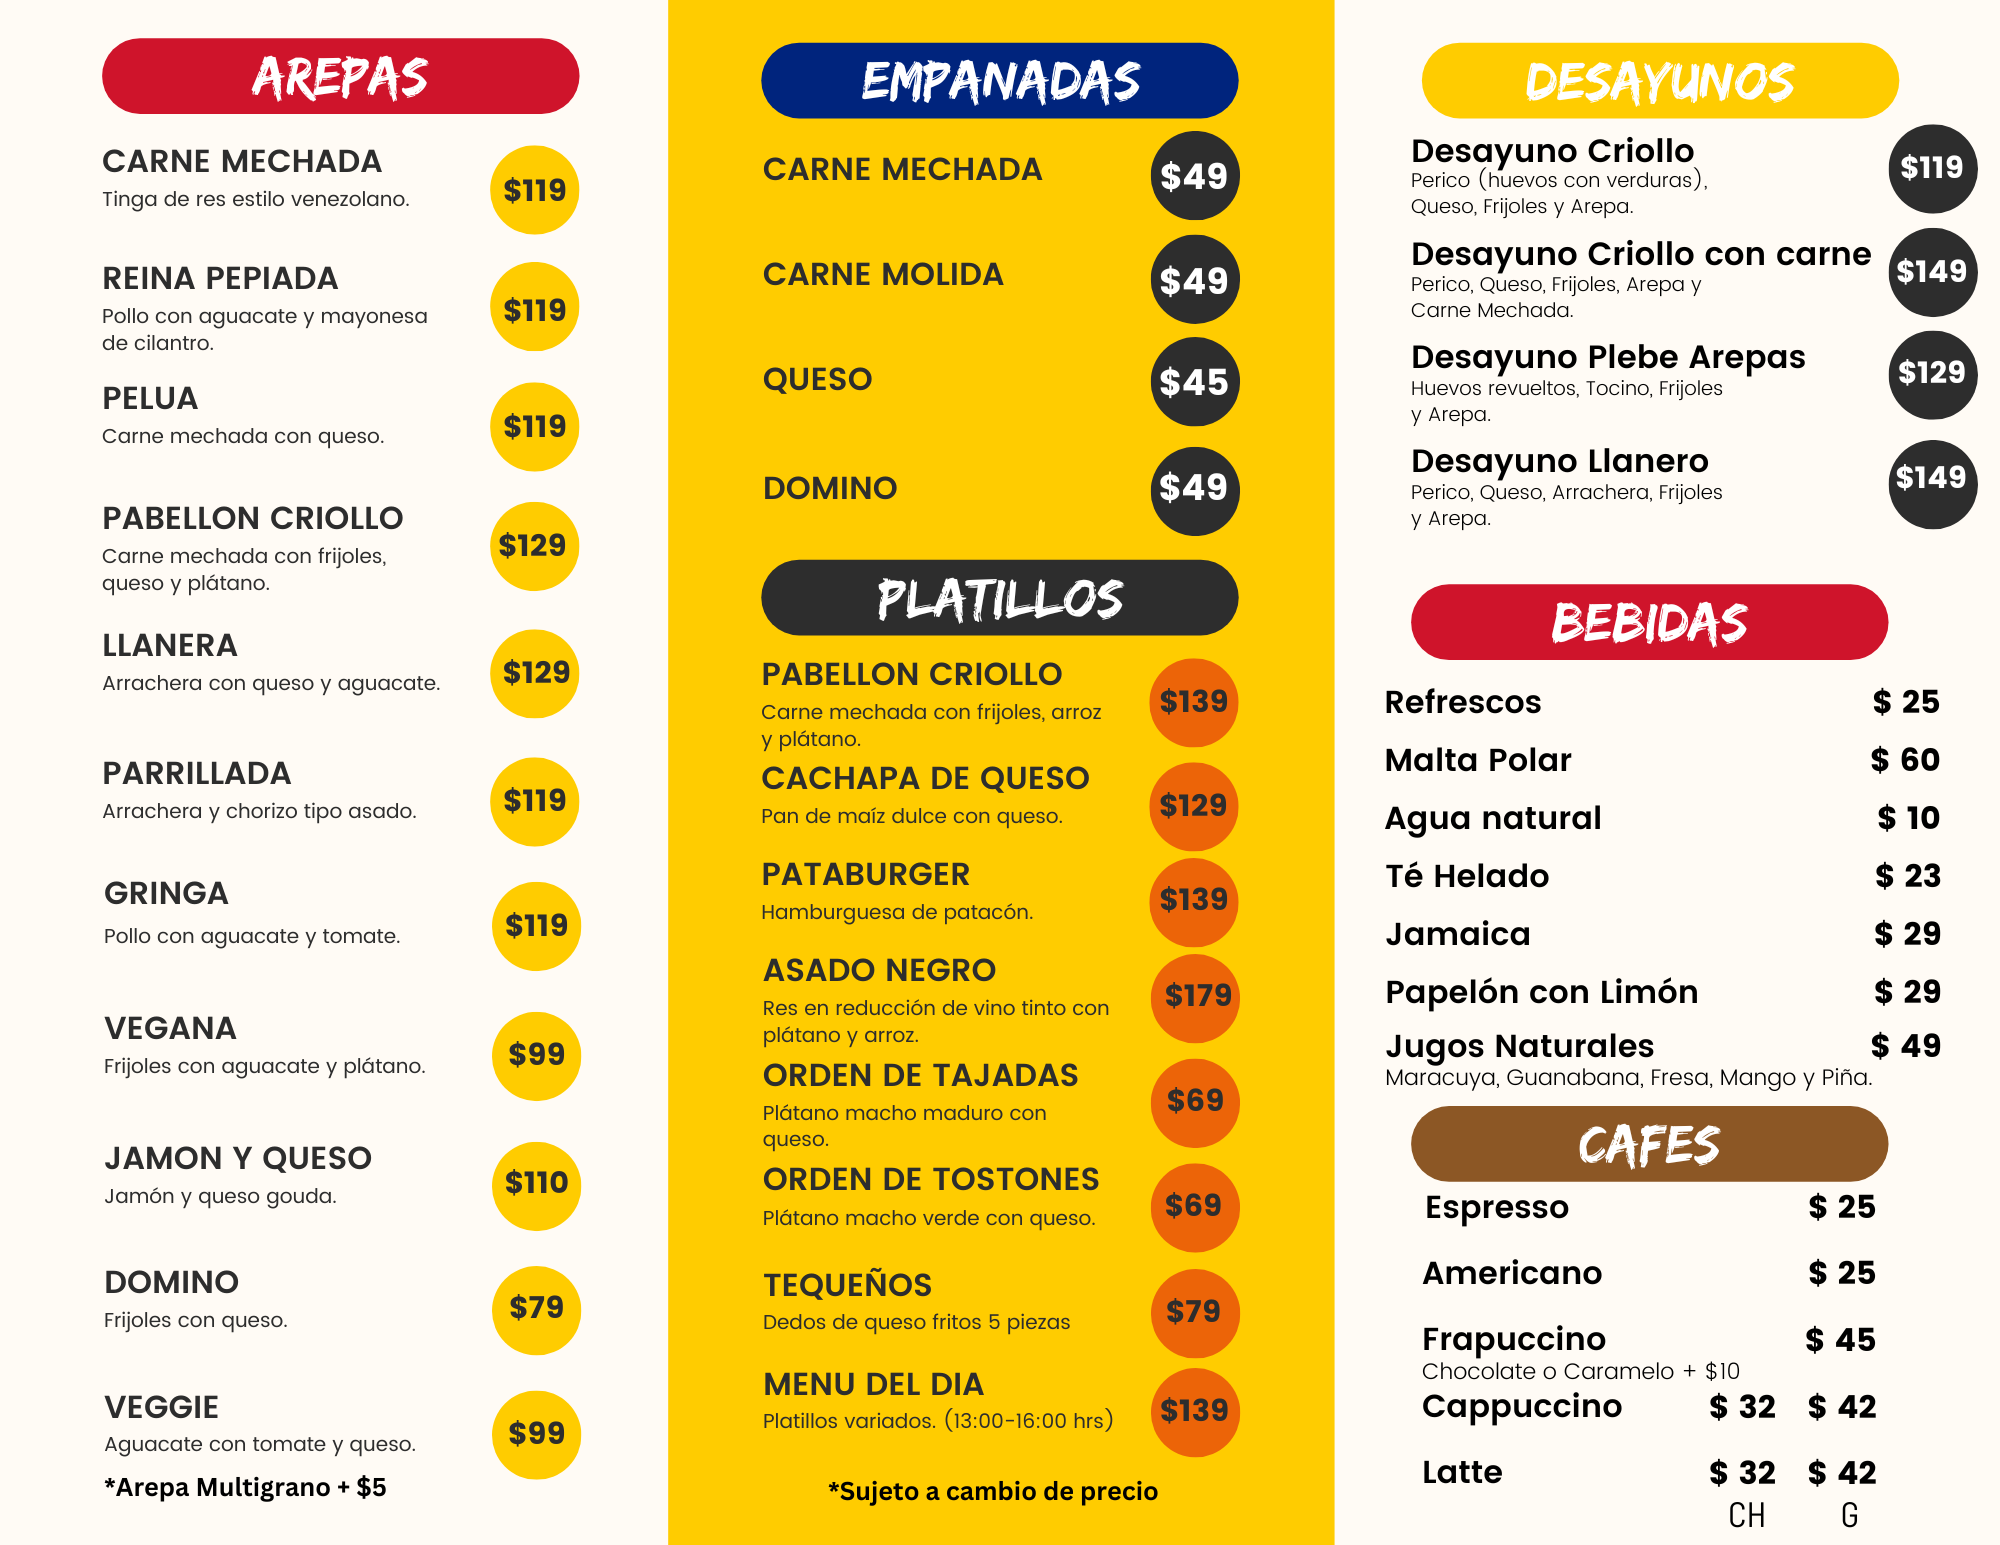 AREPAS
CARNE MECHADA
Tinga de res estilo venezolano.
$119
REINA PEPIADA
Pollo con aguacate y mayonesa
de cilantro.
$119
PELUA
Carne mechada con queso.
$119
PABELLON CRIOLLO
Carne mechada con frijoles,
queso y plátano.
$129
LLANERA
Arrachera con queso y aguacate.
$129
PARRILLADA
Arrachera y chorizo tipo asado.
$119
GRINGA
Pollo con aguacate y tomate.
$119
VEGANA
Frijoles con aguacate y plátano.
$99
JAMON Y QUESO
Jamón y queso gouda.
$110
DOMINO
Frijoles con queso.
$79
VEGGIE
Aguacate con tomate y queso.
$99
*Arepa Multigrano + $5
EMPANADAS
CARNE MECHADA $49
CARNE MOLIDA $49
QUESO $45
DOMINO $49
PLATILLOS
PABELLON CRIOLLO
Carne mechada con frijoles, arroz
y plátano.
$139
CACHAPA DE QUESO
Pan de maíz dulce con queso.
$129
PATABURGER
Hamburguesa de patacón.
$139
ASADO NEGRO
Res en reducción de vino tinto con
plátano y arroz.
$179
ORDEN DE TAJADAS
Plátano macho maduro con
queso.
$69
ORDEN DE TOSTONES
Plátano macho verde con queso.
$69
TEQUEÑOS
Dedos de queso fritos 5 piezas
$79
MENU DEL DIA
Platillos variados. (13:00-16:00 hrs)
$139
*Sujeto a cambio de precio
DESAYUNOS
Desayuno Criollo
Perico (huevos con verduras),
Queso, Frijoles y Arepa.
$119
Desayuno Criollo con carne
Perico, Queso, Frijoles, Arepa y
Carne Mechada.
$149
Desayuno Plebe Arepas
Huevos revueltos, Tocino, Frijoles
y Arepa.
$129
Desayuno Llanero
Perico, Queso, Arrachera, Frijoles
y Arepa.
$149
BEBIDAS
Refrescos $ 25
Malta Polar $ 60
Agua natural $ 10
Té Helado $ 23
Jamaica $ 29
Papelón con Limón $ 29
Jugos Naturales $ 49
Maracuya, Guanabana, Fresa, Mango y Piña.
CAFES
Espresso $ 25
Americano $ 25
Frapuccino $ 45
Chocolate o Caramelo + $10
Cappuccino $ 32 $ 42
Latte $ 32 $ 42
CH G